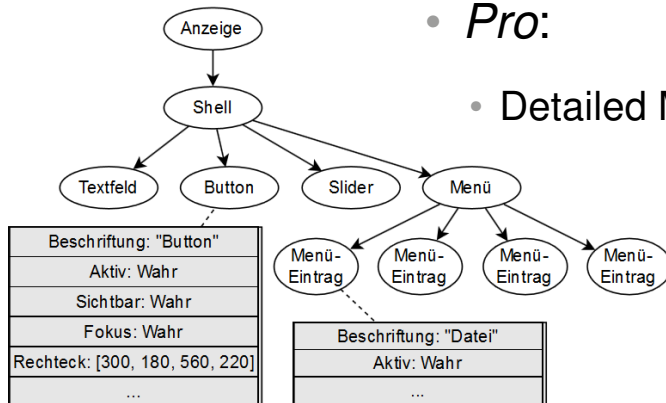 Anzeige
• Pro:
Shell
• Detailed
Textfeld
Button
Slider
Menü
Beschriftung: "Button"
Aktiv: Wahr
Sichtbar: Wahr
Fokus: Wahr
Rechteck: [300, 180, 560, 220]
...
Menü-
Eintrag
Menü-
Eintrag
Menü-
Eintrag
Menü-
Eintrag
Beschriftung: "Datei"
Aktiv: Wahr
...